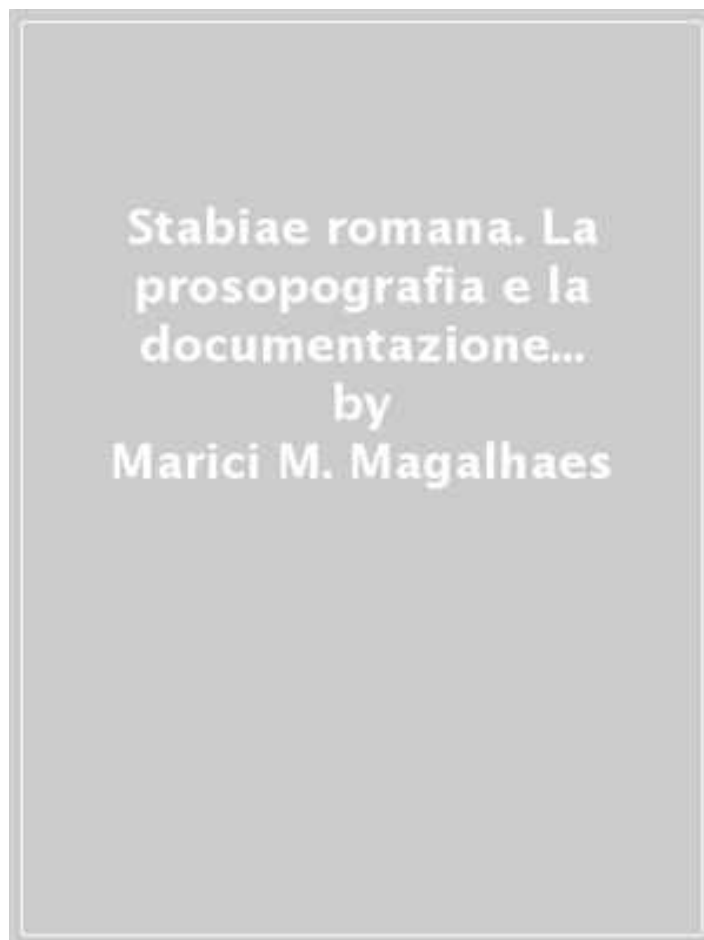 Stabiae romana. La
prosopografia e la
documentazione...
by
Marici M. Magalhaes